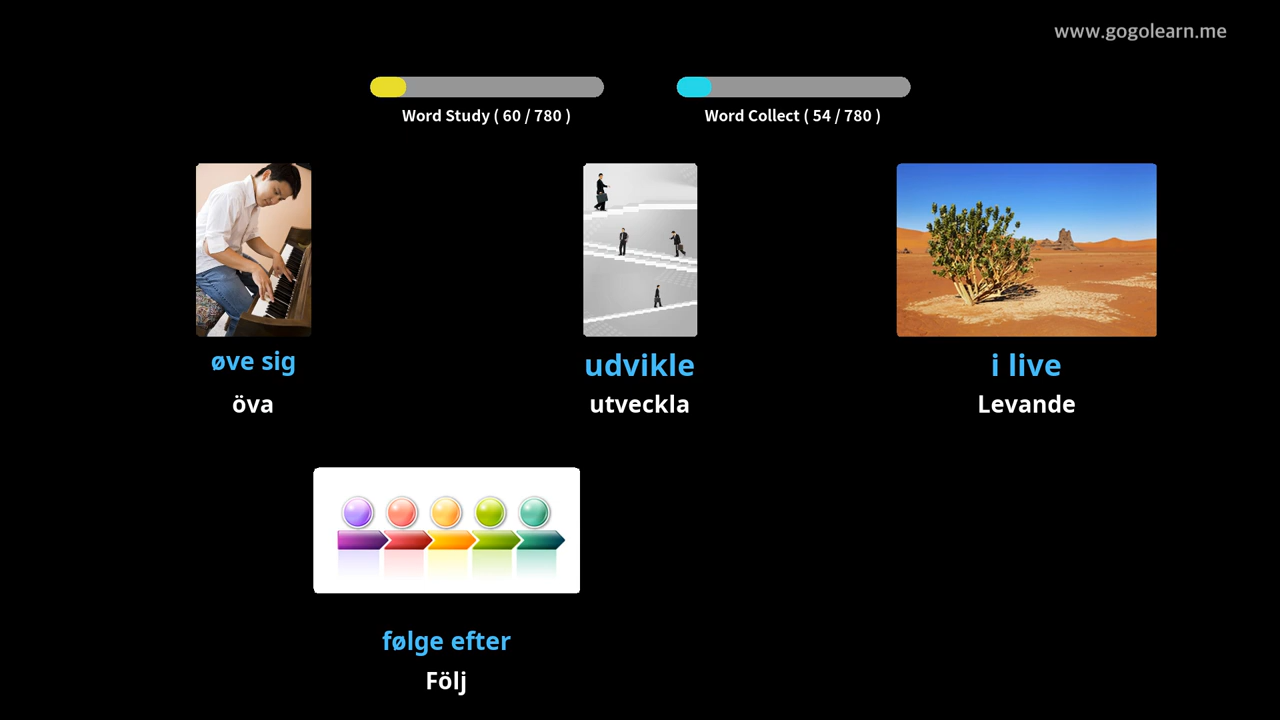 www.gogolearn.me
Word Study ( 60 / 780 )
Word Collect ( 54 / 780 )
øve sig
öva
udvikle
utveckla
i live
Levande
følge efter
Följ